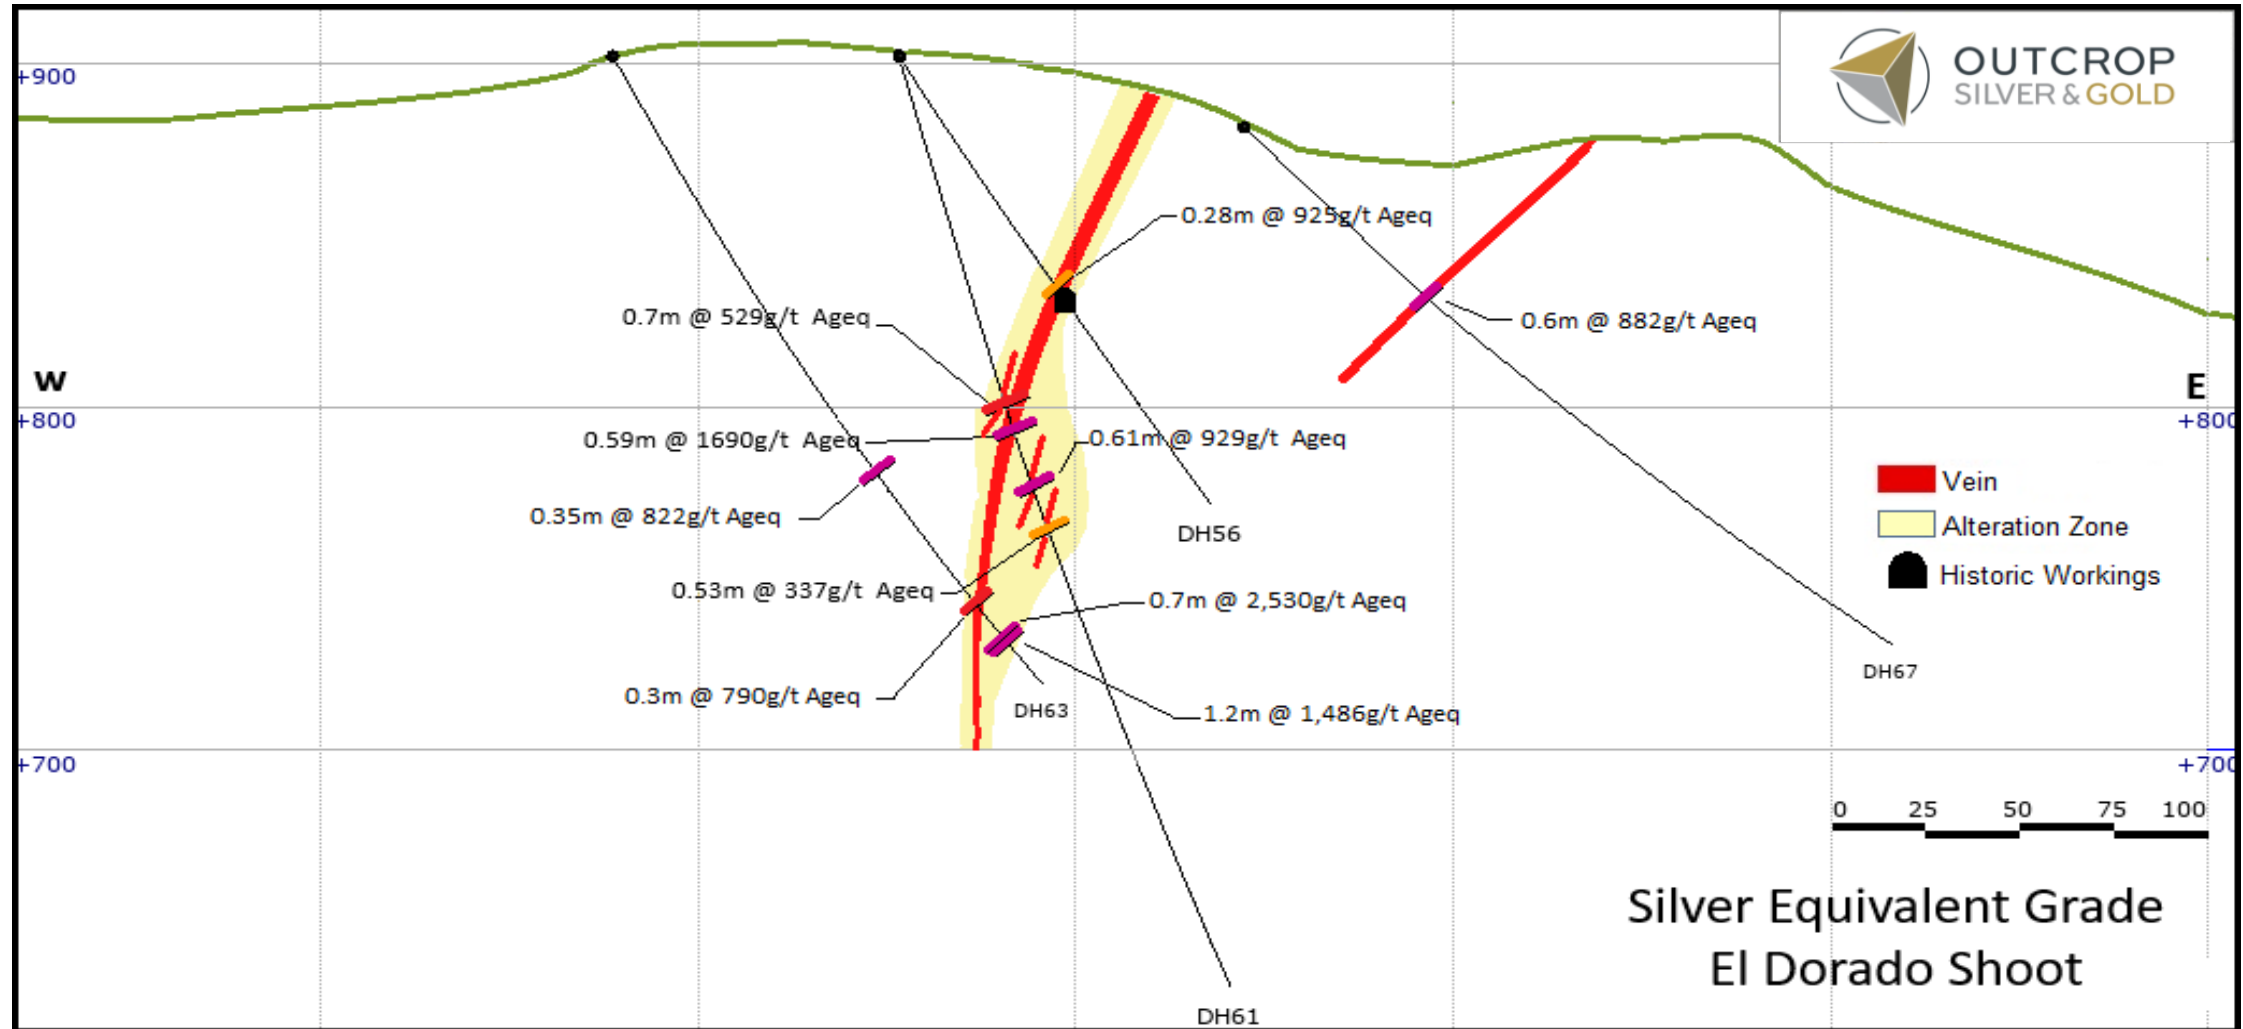 OUTCROP
SILVER & GOLD
+900
0.28m @ 925g/t Ageq
0.7m @ 529g/t Ageq
0.6m @ 882g/t Ageq
W
E
+800
+800
0.59m @ 1690g/t Ageq
0.61m @ 929g/t Ageq
Vein
0.35m @ 822g/t Ageq
Alteration Zone
DH56
Historic Workings
0.53m @ 337g/t Ageq
0.7m @ 2,530g/t Ageq
DH67
0.3m @ 790g/t Ageq
DH63
1.2m @ 1,486g/t Ageq
+700
+700
0 25 50 75 100
Silver Equivalent Grade
El Dorado Shoot
DH61